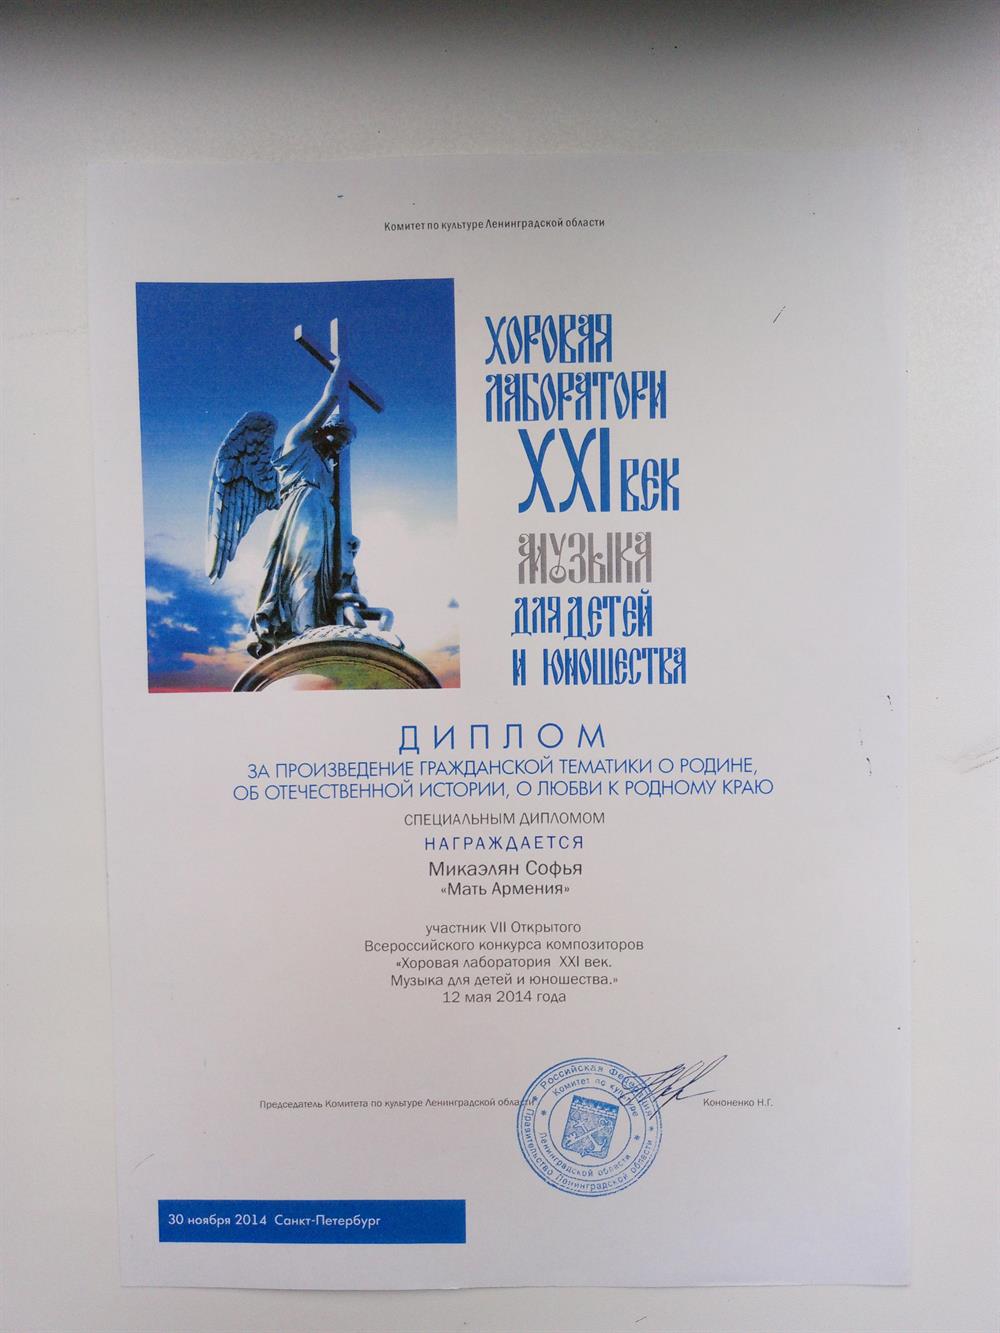 Комитет по культуре Ленинградской области
ХОРОВАЯ
ЛАБОРАТОРИ
XXI ВЕК
МУЗЫКА
ДЛЯ ДЕТЕЙ
И ЮНОШЕСТВА
ДИПЛОМ
ЗА ПРОИЗВЕДЕНИЕ ГРАЖДАНСКОЙ ТЕМАТИКИ О РОДИНЕ,
ОБ ОТЕЧЕСТВЕННОЙ ИСТОРИИ, О ЛЮБВИ К РОДНОМУ КРАЮ
СПЕЦИАЛЬНЫМ ДИПЛОМОМ
НАГРАЖДАЕТСЯ
Микаэлян Софья
«Мать Армения»
участник VII Открытого
Всероссийского конкурса композиторов
«Хоровая лаборатория XXI век.
Музыка для детей и юношества.»
12 мая 2014 года
Председатель Комитета по культуре Ленинградской области
Кононенко Н.Г.
Российская Федерация
Правительство Ленинградской области
Комитет по культуре
Ленинградской области
30 ноября 2014 Санкт-Петербург